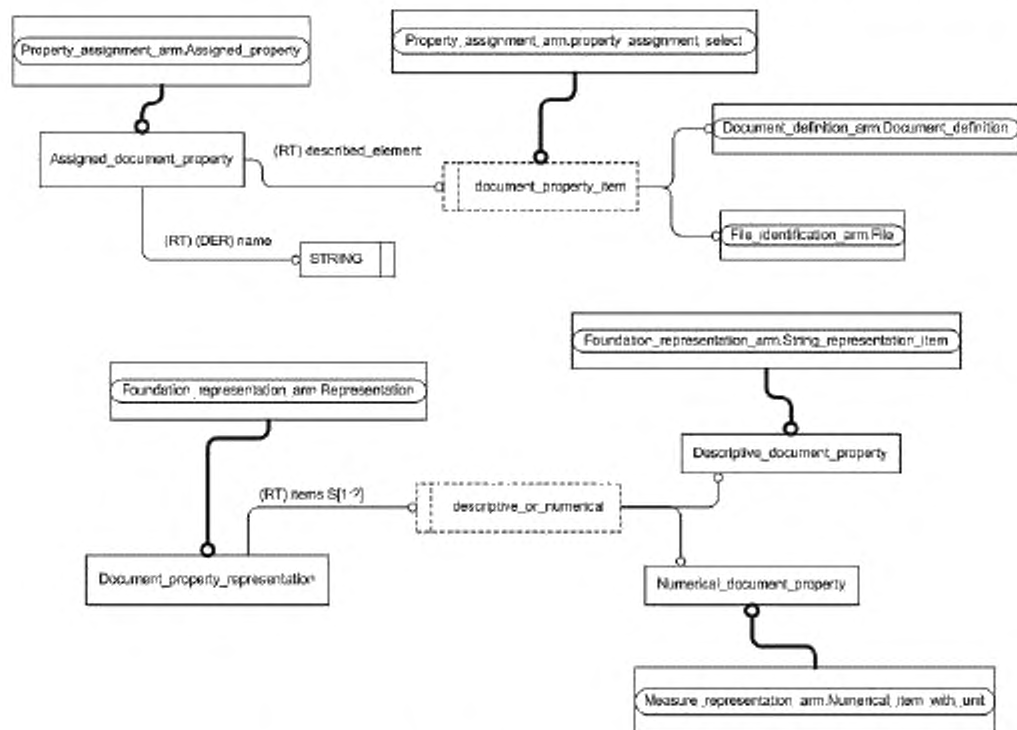 Property_assignment_arm.Assigned_property
Property_assignment_arm.property_assignment_select
Document_definition_arm.Document_definition
Assigned_document_property
(RT) described_element
document_property_item
File_identification_arm.File
(RT) (DER) name
STRING
Foundation_representation_arm.String_representation_item
Foundation_representation_arm.Representation
Descriptive_document_property
(RT) items S[1:?]
descriptive_or_numerical
Document_property_representation
Numerical_document_property
Measure_representation_arm.Numerical_item_with_unit